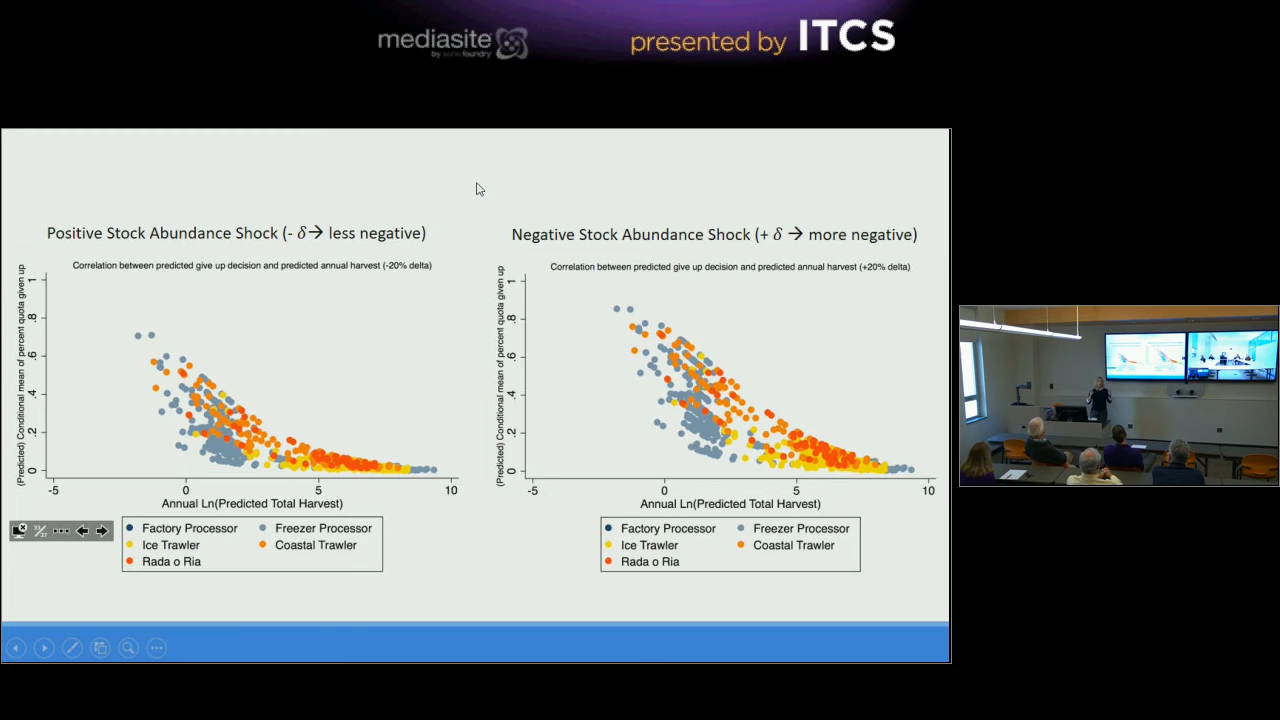 mediasite
by sonicfoundry
presented by ITCS
Positive Stock Abundance Shock (- δ→ less negative)
Correlation between predicted give up decision and predicted annual harvest (-20% delta)
(Predicted) Conditional mean of percent quota given up
1
.8
.6
.4
.2
0
-5 0 5 10
Annual Ln(Predicted Total Harvest)
Factory Processor Freezer Processor
Ice Trawler Coastal Trawler
Rada o Ria
Negative Stock Abundance Shock (+ δ → more negative)
Correlation between predicted give up decision and predicted annual harvest (+20% delta)
(Predicted) Conditional mean of percent quota given up
1
.8
.6
.4
.2
0
-5 0 5 10
Annual Ln(Predicted Total Harvest)
Factory Processor Freezer Processor
Ice Trawler Coastal Trawler
Rada o Ria